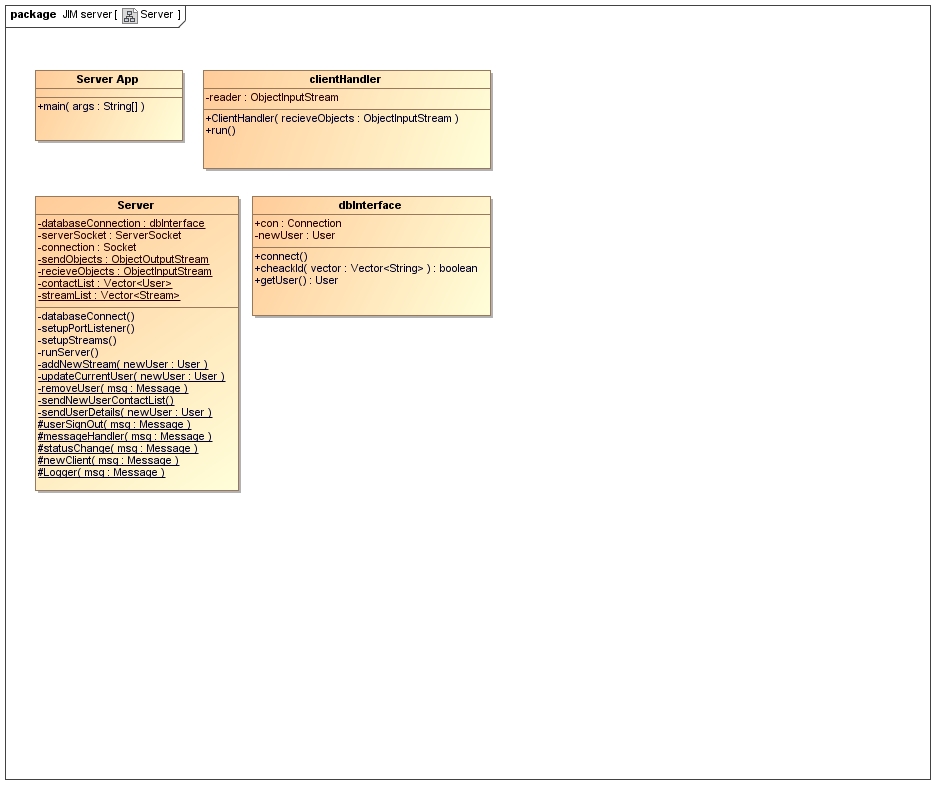 package JIM server [ Server ]
Server App
+main( args : String[] )
clientHandler
-reader : ObjectInputStream
+ClientHandler( recieveObjects : ObjectInputStream )
+run()
Server
-databaseConnection : dbInterface
-serverSocket : ServerSocket
-connection : Socket
-sendObjects : ObjectOutputStream
-recieveObjects : ObjectInputStream
-contactList : Vector<User>
-streamList : Vector<Stream>
-databaseConnect()
-setupPortListener()
-setupStreams()
-runServer()
-addNewStream( newUser : User )
-updateCurrentUser( newUser : User )
-removeUser( msg : Message )
-sendNewUserContactList()
-sendUserDetails( newUser : User )
#userSignOut( msg : Message )
#messageHandler( msg : Message )
#statusChange( msg : Message )
#newClient( msg : Message )
#Logger( msg : Message )
dbInterface
+con : Connection
-newUser : User
+connect()
+cheackId( vector : Vector<String> ) : boolean
+getUser() : User